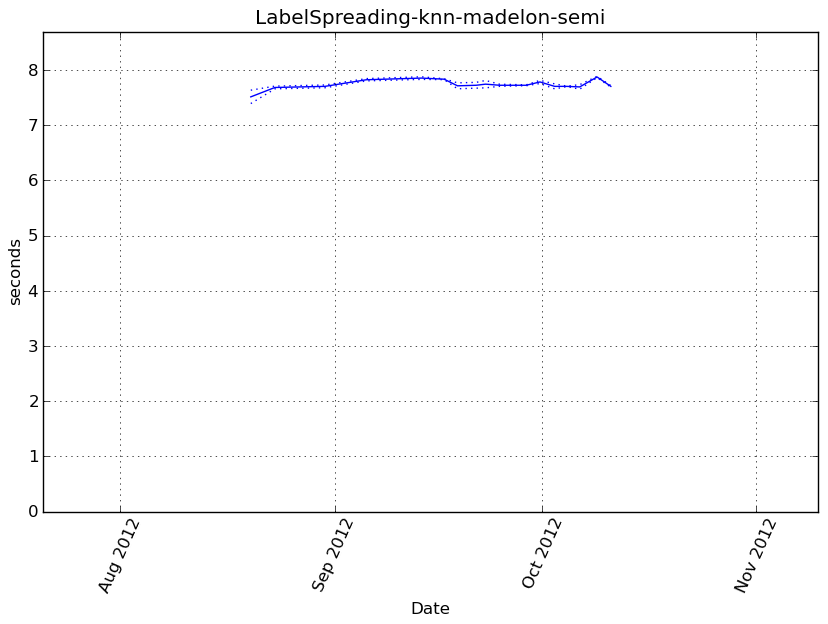 LabelSpreading-knn-madelon-semi
8
7
6
5
4
3
2
1
0
seconds
Aug 2012
Sep 2012
Oct 2012
Nov 2012
Date